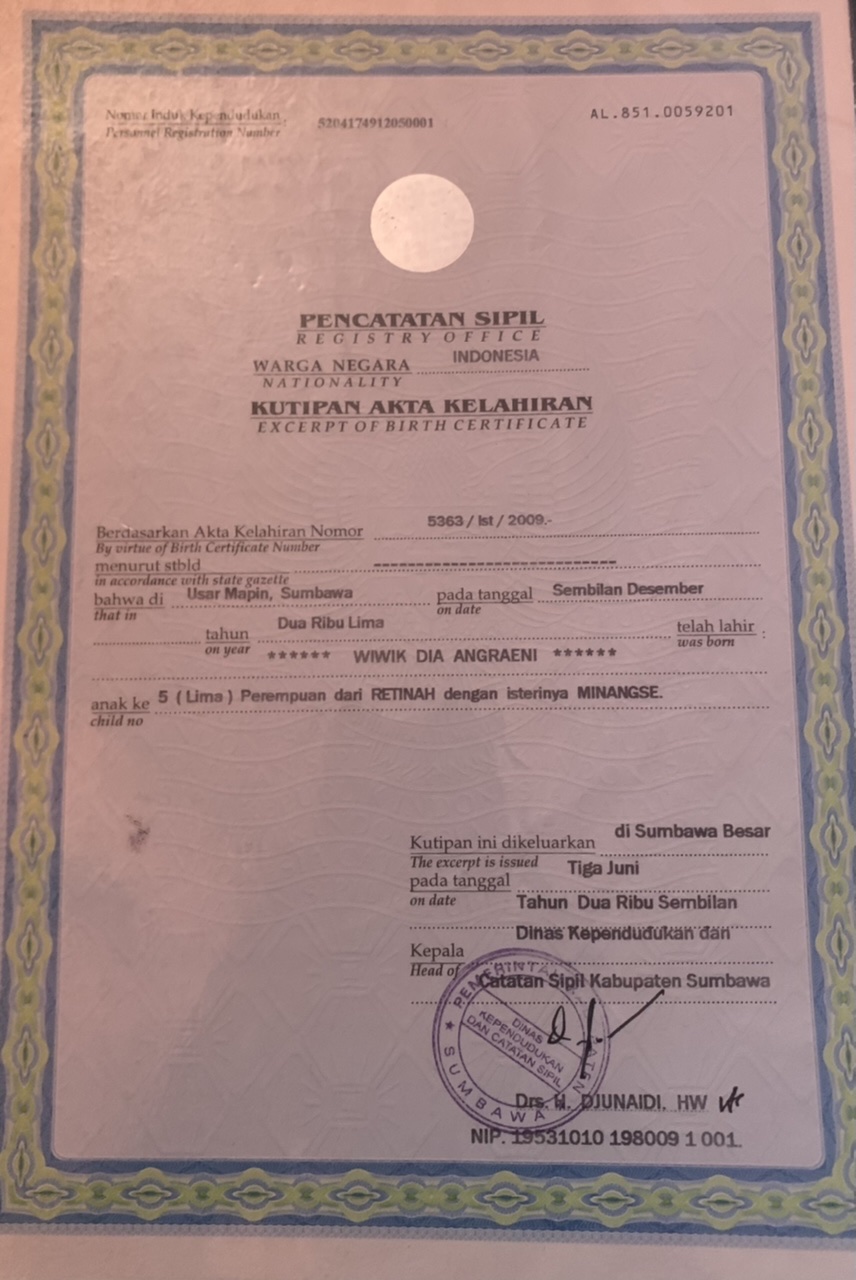 Nomor Induk Kependudukan. 5204174912050001 AL.851.0059201
Personnel Registration Number
PENCATATAN SIPIL
REGISTRY OFFICE
WARGA NEGARA INDONESIA
NATIONALITY
KUTIPAN AKTA KELAHIRAN
EXCERPT OF BIRTH CERTIFICATE
Berdasarkan Akta Kelahiran Nomor 5363 / Ist / 2009.-
By virtue of Birth Certificate Number
menurut stbld ----------------------------
in accordance with state gazette
bahwa di Usar Mapin, Sumbawa pada tanggal Sembilan Desember
that in on date
tahun Dua Ribu Lima telah lahir :
on year was born
****** WIWIK DIA ANGRAENI ******
anak ke 5 ( Lima ) Perempuan dari RETINAH dengan isterinya MINANGSE.
child no
Kutipan ini dikeluarkan di Sumbawa Besar
The excerpt is issued
pada tanggal Tiga Juni
on date Tahun Dua Ribu Sembilan
Kepala Dinas Kependudukan dan
Head of Catatan Sipil Kabupaten Sumbawa
DINAS
KEPENDUDUKAN
DAN CATATAN SIPIL
SUMBAWA
Drs. H. DJUNAIDI, HW
NIP. 19531010 198009 1 001.